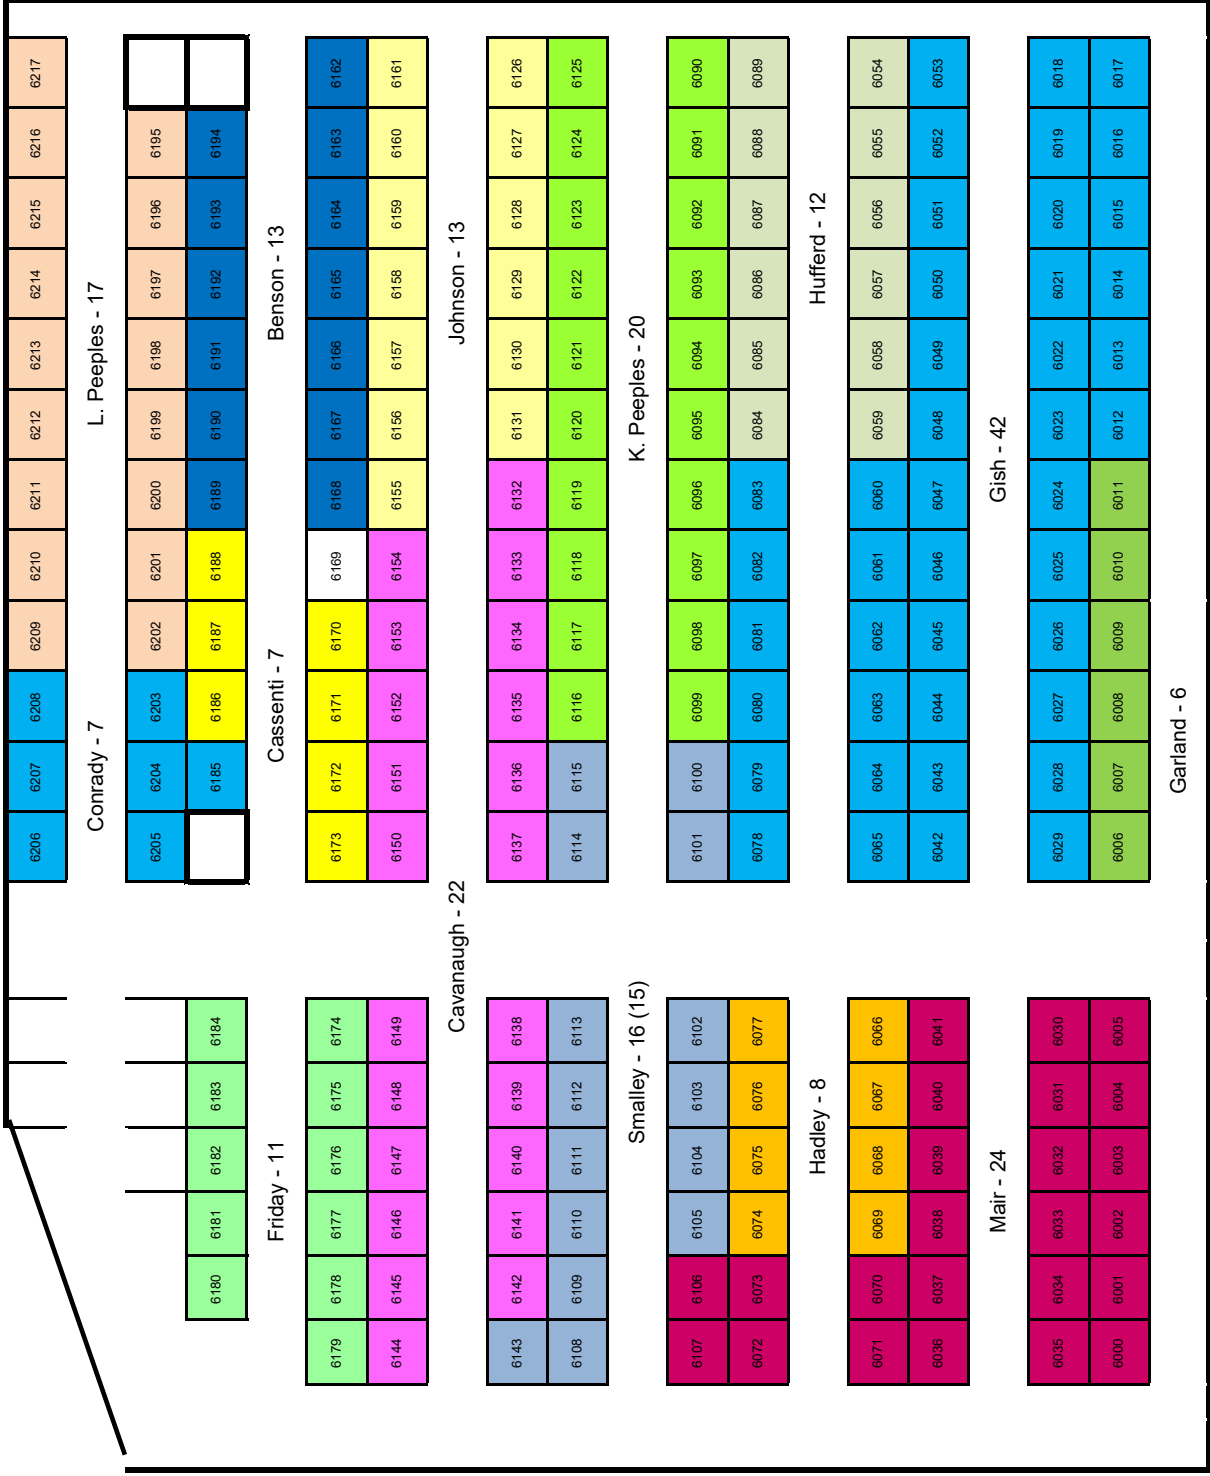 6206 6207 6208 6209 6210 6211 6212 6213 6214 6215 6216 6217
Conrady - 7 L. Peeples - 17
6205 6204 6203 6202 6201 6200 6199 6198 6197 6196 6195
6180 6181 6182 6183 6184 6185 6186 6187 6188 6189 6190 6191 6192 6193 6194
Friday - 11 Cassenti - 7 Benson - 13
6179 6178 6177 6176 6175 6174 6173 6172 6171 6170 6169 6168 6167 6166 6165 6164 6163 6162
6144 6145 6146 6147 6148 6149 6150 6151 6152 6153 6154 6155 6156 6157 6158 6159 6160 6161
Cavanaugh - 22 Johnson - 13
6143 6142 6141 6140 6139 6138 6137 6136 6135 6134 6133 6132 6131 6130 6129 6128 6127 6126
6108 6109 6110 6111 6112 6113 6114 6115 6116 6117 6118 6119 6120 6121 6122 6123 6124 6125
Smalley - 16 (15) K. Peeples - 20
6107 6106 6105 6104 6103 6102 6101 6100 6099 6098 6097 6096 6095 6094 6093 6092 6091 6090
6072 6073 6074 6075 6076 6077 6078 6079 6080 6081 6082 6083 6084 6085 6086 6087 6088 6089
Hadley - 8 Hufferd - 12
6071 6070 6069 6068 6067 6066 6065 6064 6063 6062 6061 6060 6059 6058 6057 6056 6055 6054
6036 6037 6038 6039 6040 6041 6042 6043 6044 6045 6046 6047 6048 6049 6050 6051 6052 6053
Mair - 24 Gish - 42
6035 6034 6033 6032 6031 6030 6029 6028 6027 6026 6025 6024 6023 6022 6021 6020 6019 6018
6000 6001 6002 6003 6004 6005 6006 6007 6008 6009 6010 6011 6012 6013 6014 6015 6016 6017
Garland - 6